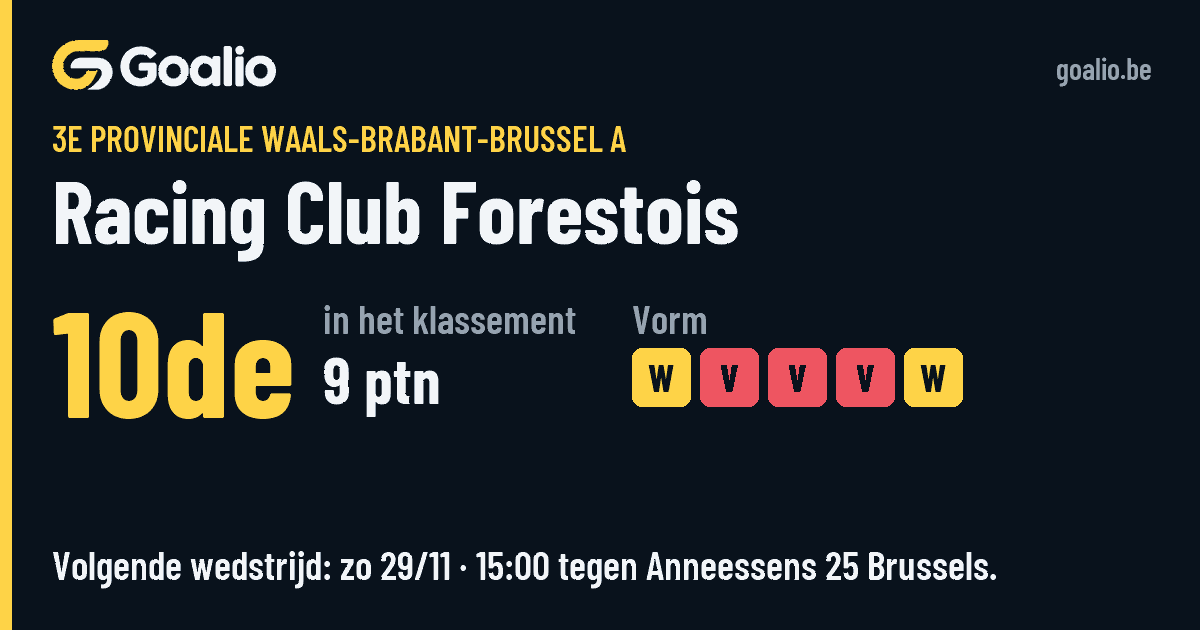 Goalio
goalio.be
3E PROVINCIALE WAALS-BRABANT-BRUSSEL A
Racing Club Forestois
10de
in het klassement
9 ptn
Vorm
W V V V W
Volgende wedstrijd: zo 29/11 · 15:00 tegen Anneessens 25 Brussels.